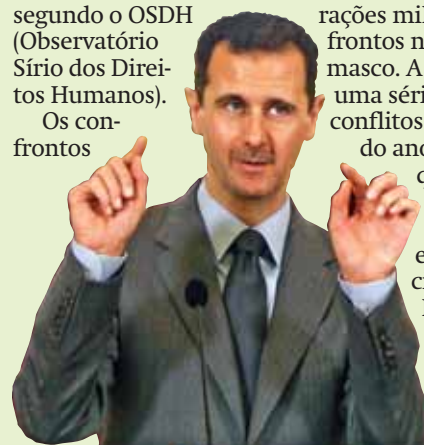 segundo o OSDH
(Observatório
Sírio dos Direi-
tos Humanos).
Os con-
frontos
rações mil
frontos n
masco. A
uma séri
conflitos
do ano